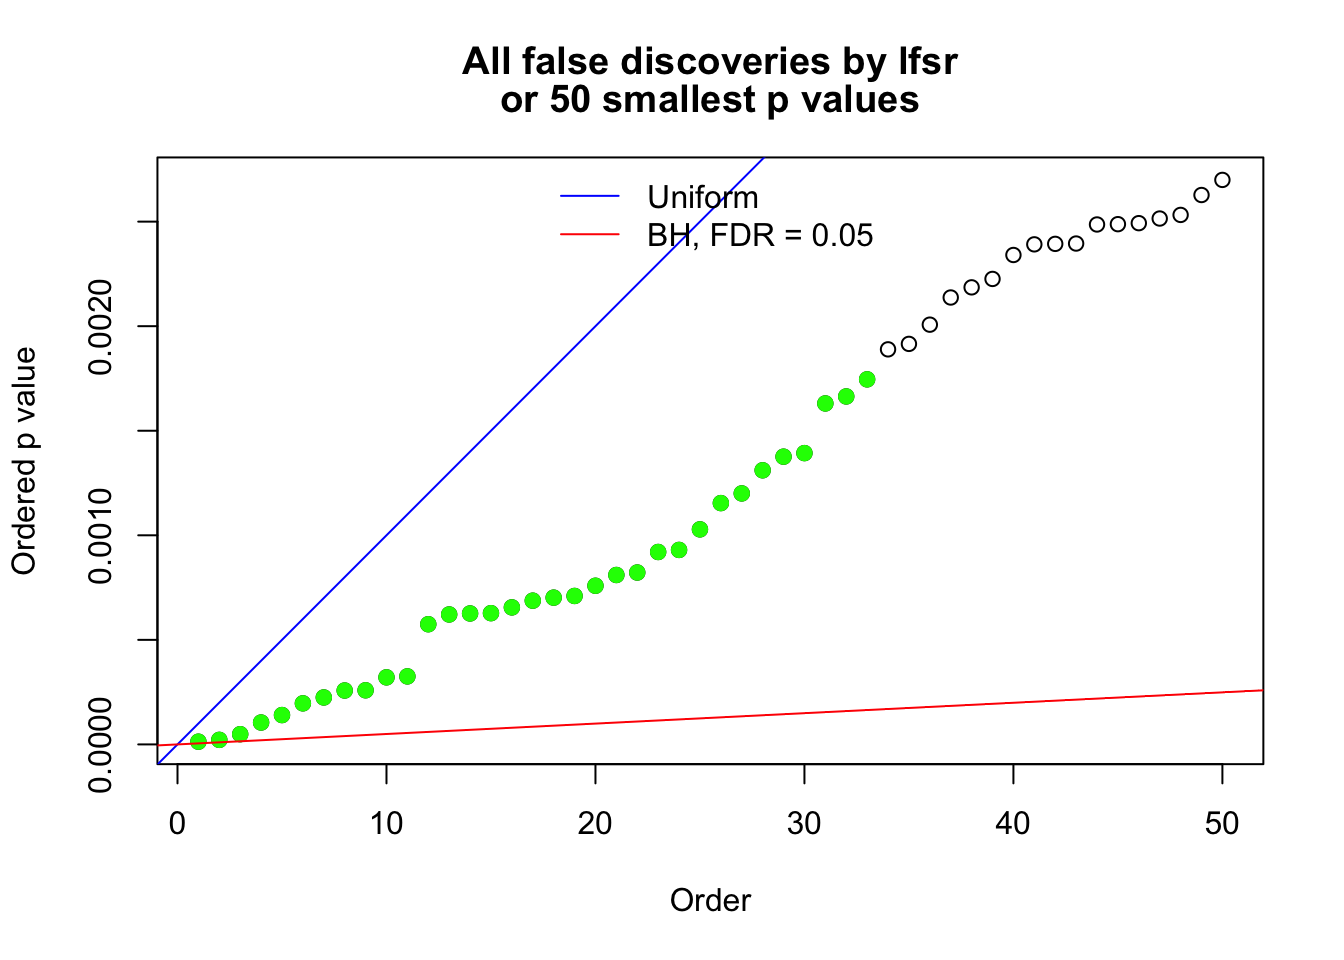 All false discoveries by lfsr
or 50 smallest p values
Uniform
BH, FDR = 0.05
Ordered p value
0.0000
0.0010
0.0020
0 10 20 30 40 50
Order